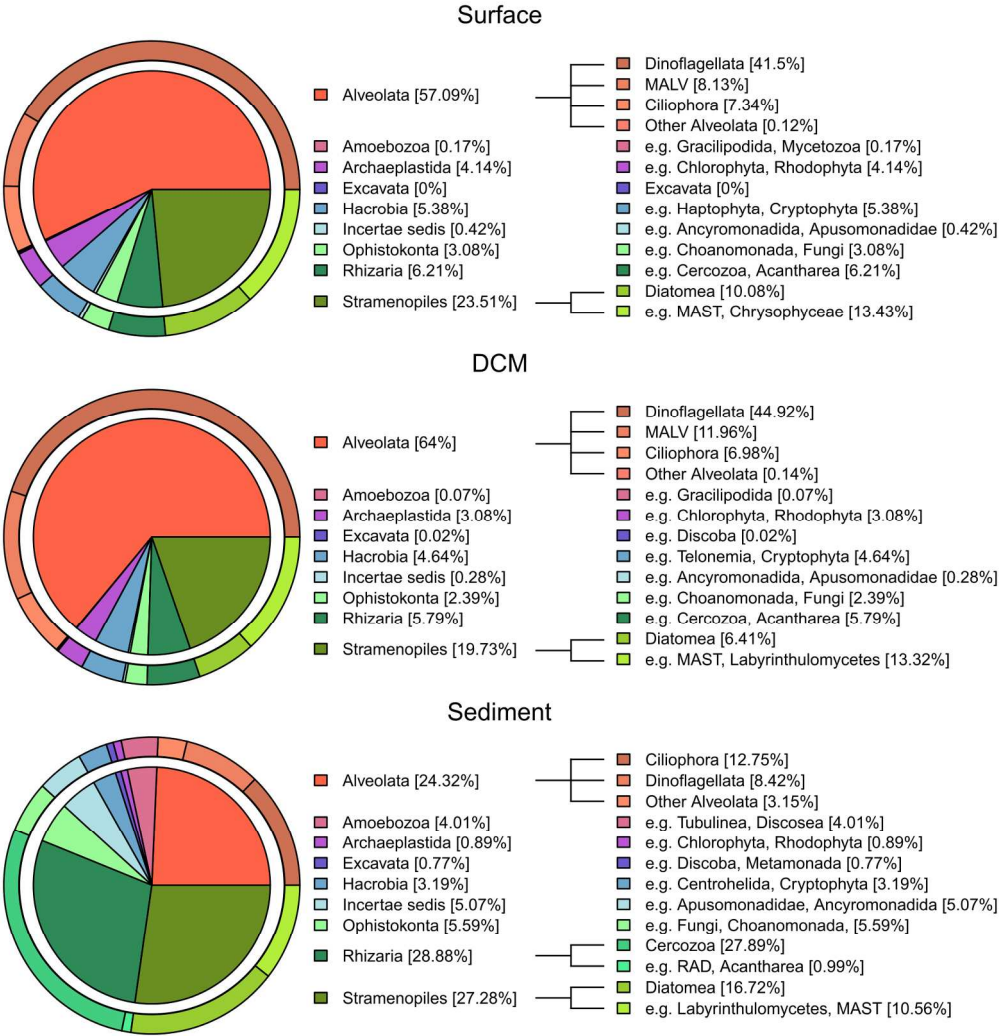 Surface
Alveolata [57.09%]
Amoebozoa [0.17%]
Archaeplastida [4.14%]
Excavata [0%]
Hacrobia [5.38%]
Incertae sedis [0.42%]
Ophistokonta [3.08%]
Rhizaria [6.21%]
Stramenopiles [23.51%]
Dinoflagellata [41.5%]
MALV [8.13%]
Ciliophora [7.34%]
Other Alveolata [0.12%]
e.g. Gracilipodida, Mycetozoa [0.17%]
e.g. Chlorophyta, Rhodophyta [4.14%]
Excavata [0%]
e.g. Haptophyta, Cryptophyta [5.38%]
e.g. Ancyromonadida, Apusomonadidae [0.42%]
e.g. Choanomonada, Fungi [3.08%]
e.g. Cercozoa, Acantharea [6.21%]
Diatomea [10.08%]
e.g. MAST, Chrysophyceae [13.43%]
DCM
Alveolata [64%]
Amoebozoa [0.07%]
Archaeplastida [3.08%]
Excavata [0.02%]
Hacrobia [4.64%]
Incertae sedis [0.28%]
Ophistokonta [2.39%]
Rhizaria [5.79%]
Stramenopiles [19.73%]
Dinoflagellata [44.92%]
MALV [11.96%]
Ciliophora [6.98%]
Other Alveolata [0.14%]
e.g. Gracilipodida [0.07%]
e.g. Chlorophyta, Rhodophyta [3.08%]
e.g. Discoba [0.02%]
e.g. Telonemia, Cryptophyta [4.64%]
e.g. Ancyromonadida, Apusomonadidae [0.28%]
e.g. Choanomonada, Fungi [2.39%]
e.g. Cercozoa, Acantharea [5.79%]
Diatomea [6.41%]
e.g. MAST, Labyrinthulomycetes [13.32%]
Sediment
Alveolata [24.32%]
Amoebozoa [4.01%]
Archaeplastida [0.89%]
Excavata [0.77%]
Hacrobia [3.19%]
Incertae sedis [5.07%]
Ophistokonta [5.59%]
Rhizaria [28.88%]
Stramenopiles [27.28%]
Ciliophora [12.75%]
Dinoflagellata [8.42%]
Other Alveolata [3.15%]
e.g. Tubulinea, Discosea [4.01%]
e.g. Chlorophyta, Rhodophyta [0.89%]
e.g. Discoba, Metamonada [0.77%]
e.g. Centrohelida, Cryptophyta [3.19%]
e.g. Apusomonadidae, Ancyromonadida [5.07%]
e.g. Fungi, Choanomonada, [5.59%]
Cercozoa [27.89%]
e.g. RAD, Acantharea [0.99%]
Diatomea [16.72%]
e.g. Labyrinthulomycetes, MAST [10.56%]